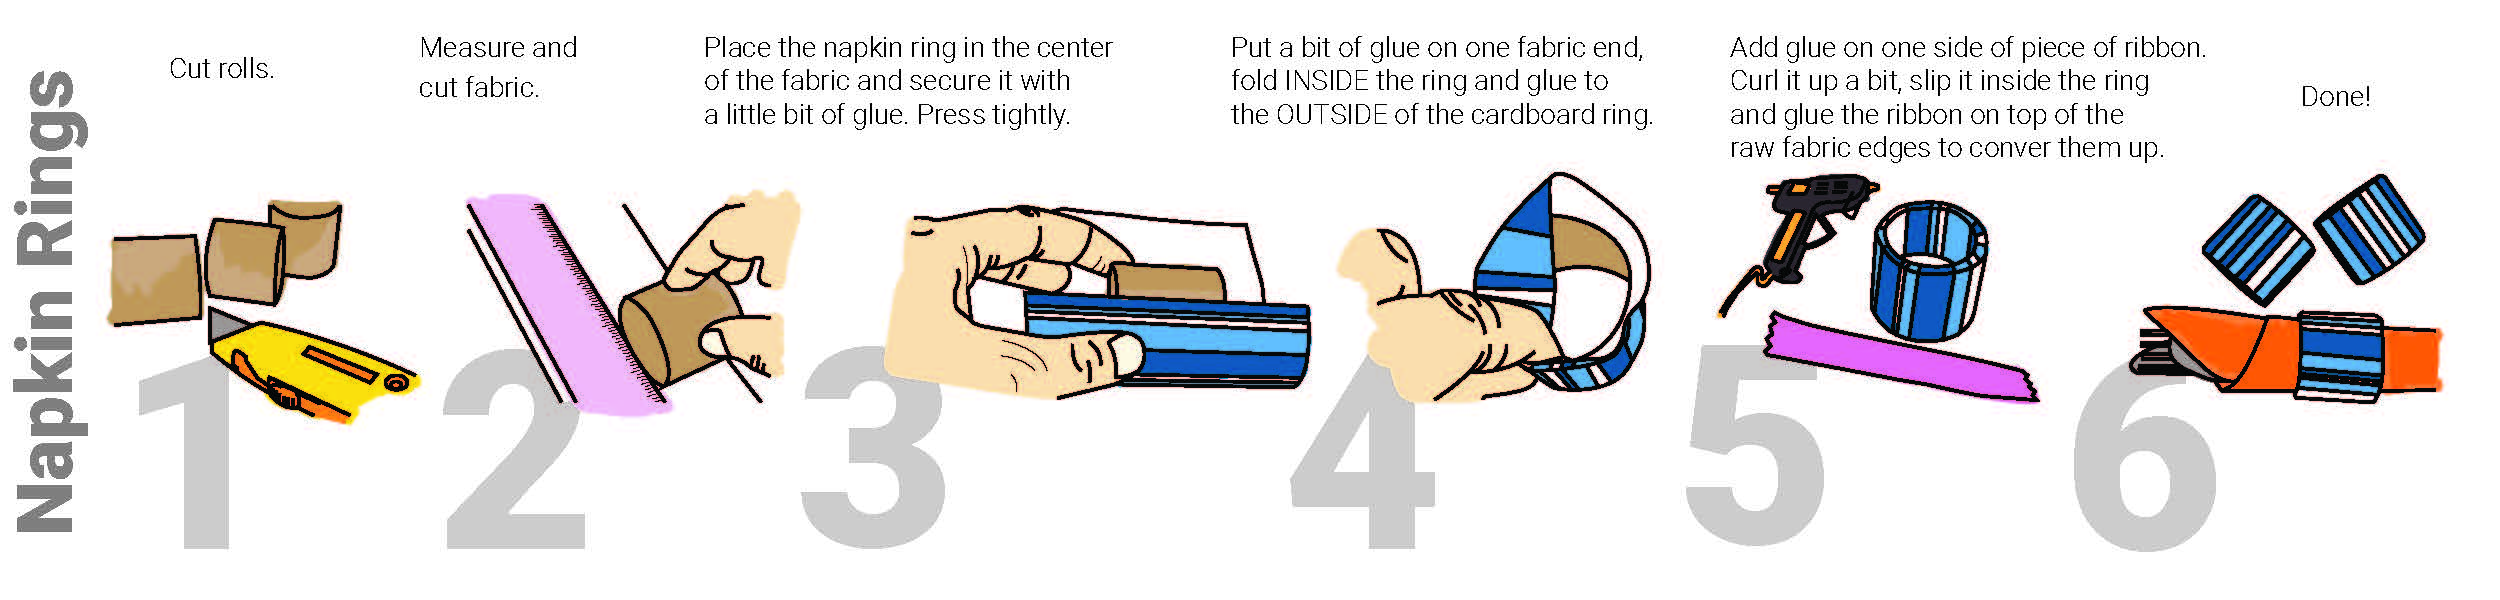 Napkin Rings
Cut rolls.
1
Measure and
cut fabric.
2
Place the napkin ring in the center
of the fabric and secure it with
a little bit of glue. Press tightly.
3
Put a bit of glue on one fabric end,
fold INSIDE the ring and glue to
the OUTSIDE of the cardboard ring.
4
Add glue on one side of piece of ribbon.
Curl it up a bit, slip it inside the ring
and glue the ribbon on top of the
raw fabric edges to conver them up.
5
Done!
6